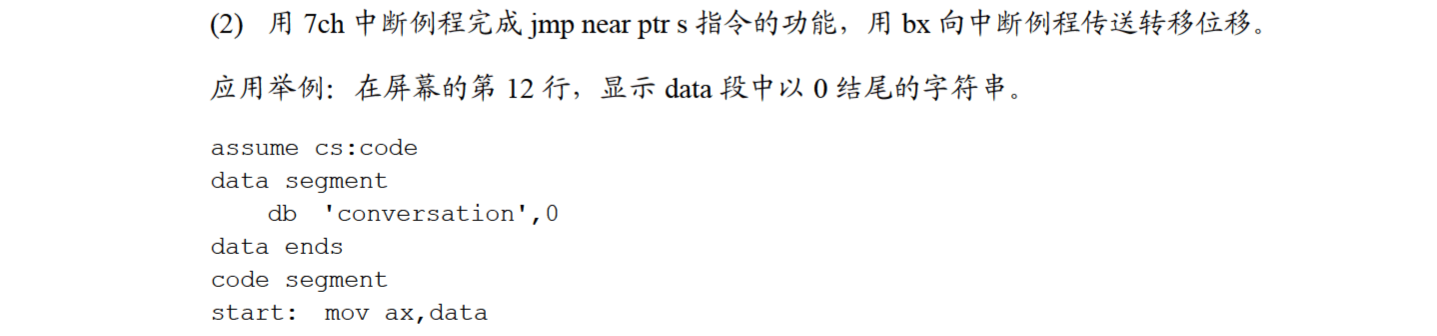 (2) 用 7ch 中断例程完成 jmp near ptr s 指令的功能，用 bx 向中断例程传送转移位移。
应用举例：在屏幕的第 12 行，显示 data 段中以 0 结尾的字符串。
assume cs:code
data segment
    db 'conversation',0
data ends
code segment
start: mov ax,data